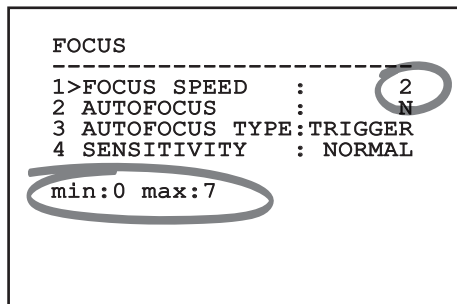 FOCUS
---------------------------
1>FOCUS SPEED   :      2
2 AUTOFOCUS     :      N
3 AUTOFOCUS TYPE:TRIGGER
4 SENSITIVITY   : NORMAL
min:0 max:7